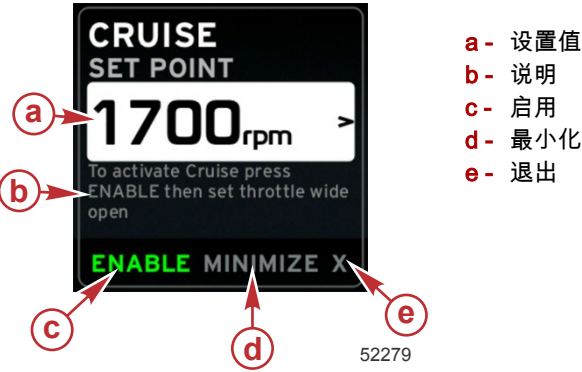 CRUISE
SET POINT
1700rpm >
To activate Cruise press
ENABLE then set throttle wide
open
ENABLE MINIMIZE X
a
b
c
d
e
52279
a - 设置值
b - 说明
c - 启用
d - 最小化
e - 退出